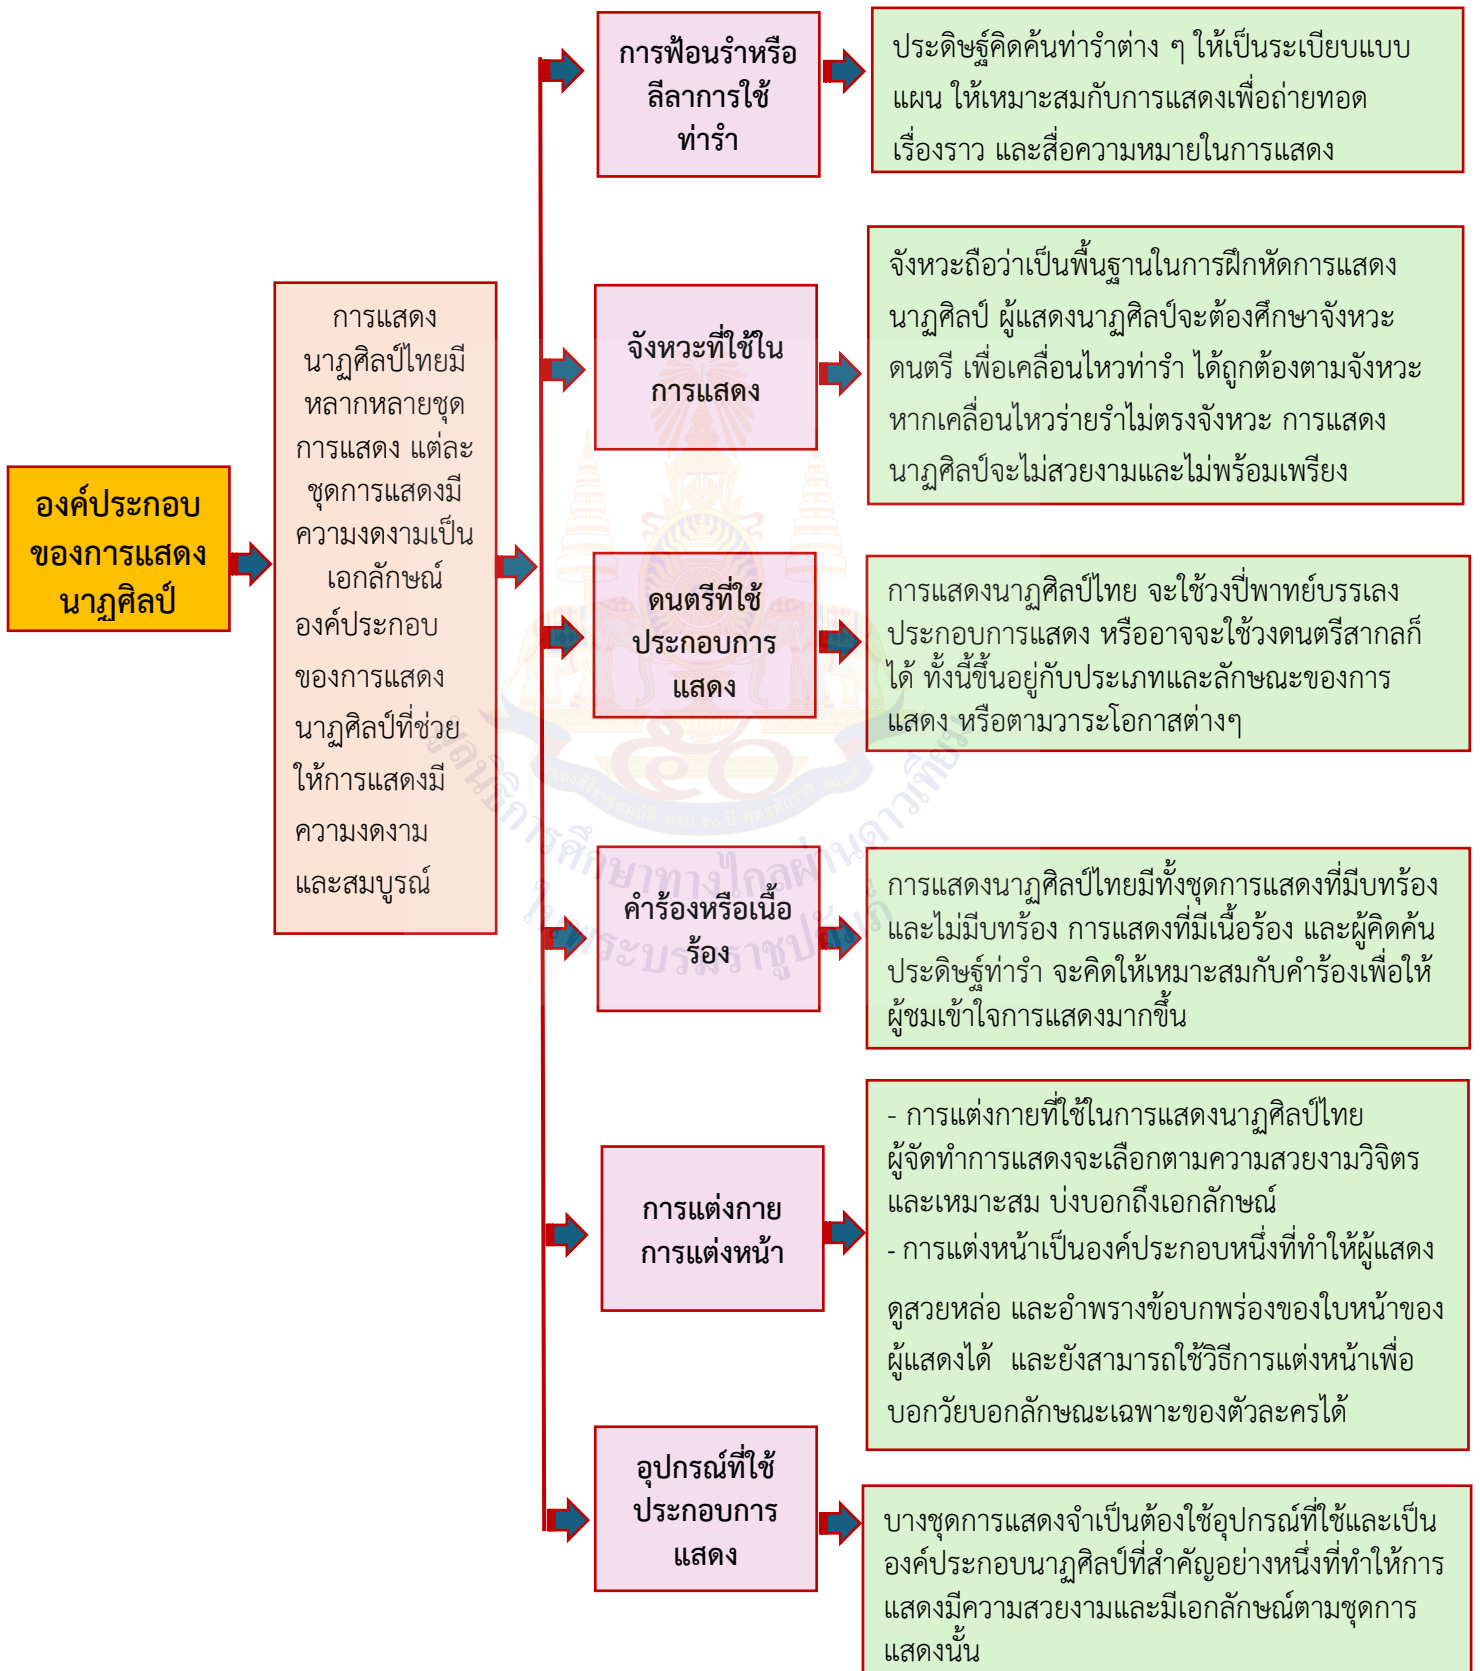 องค์ประกอบ
ของการแสดง
นาฏศิลป์
การแสดง
นาฏศิลป์ไทยมี
หลากหลายชุด
การแสดง แต่ละ
ชุดการแสดงมี
ความงดงามเป็น
เอกลักษณ์
องค์ประกอบ
ของการแสดง
นาฏศิลป์ที่ช่วย
ให้การแสดงมี
ความงดงาม
และสมบูรณ์
การฟ้อนรำหรือ
ลีลาการใช้
ท่ารำ
ประดิษฐ์คิดค้นท่ารำต่าง ๆ ให้เป็นระเบียบแบบ
แผน ให้เหมาะสมกับการแสดงเพื่อถ่ายทอด
เรื่องราว และสื่อความหมายในการแสดง
จังหวะที่ใช้ใน
การแสดง
จังหวะถือว่าเป็นพื้นฐานในการฝึกหัดการแสดง
นาฏศิลป์ ผู้แสดงนาฏศิลป์จะต้องศึกษาจังหวะ
ดนตรี เพื่อเคลื่อนไหวท่ารำ ได้ถูกต้องตามจังหวะ
หากเคลื่อนไหวร่ายรำไม่ตรงจังหวะ การแสดง
นาฏศิลป์จะไม่สวยงามและไม่พร้อมเพรียง
ดนตรีที่ใช้
ประกอบการ
แสดง
การแสดงนาฏศิลป์ไทย จะใช้วงปี่พาทย์บรรเลง
ประกอบการแสดง หรืออาจจะใช้วงดนตรีสากลก็
ได้ ทั้งนี้ขึ้นอยู่กับประเภทและลักษณะของการ
แสดง หรือตามวาระโอกาสต่างๆ
คำร้องหรือเนื้อ
ร้อง
การแสดงนาฏศิลป์ไทยมีทั้งชุดการแสดงที่มีบทร้อง
และไม่มีบทร้อง การแสดงที่มีเนื้อร้อง และผู้คิดค้น
ประดิษฐ์ท่ารำ จะคิดให้เหมาะสมกับคำร้องเพื่อให้
ผู้ชมเข้าใจการแสดงมากขึ้น
การแต่งกาย
การแต่งหน้า
- การแต่งกายที่ใช้ในการแสดงนาฏศิลป์ไทย
ผู้จัดทำการแสดงจะเลือกตามความสวยงามวิจิตร
และเหมาะสม บ่งบอกถึงเอกลักษณ์
- การแต่งหน้าเป็นองค์ประกอบหนึ่งที่ทำให้ผู้แสดง
ดูสวยหล่อ และอำพรางข้อบกพร่องของใบหน้าของ
ผู้แสดงได้ และยังสามารถใช้วิธีการแต่งหน้าเพื่อ
บอกวัยบอกลักษณะเฉพาะของตัวละครได้
อุปกรณ์ที่ใช้
ประกอบการ
แสดง
บางชุดการแสดงจำเป็นต้องใช้อุปกรณ์ที่ใช้และเป็น
องค์ประกอบนาฏศิลป์ที่สำคัญอย่างหนึ่งที่ทำให้การ
แสดงมีความสวยงามและมีเอกลักษณ์ตามชุดการ
แสดงนั้น
มูลนิธิการศึกษาทางไกลผ่านดาวเทียม
ในพระบรมราชูปถัมภ์